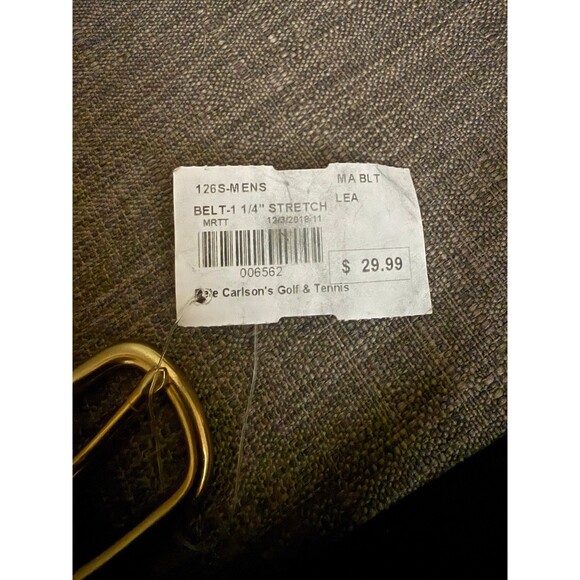 126S-MENS MA BLT
BELT-1 1/4" STRETCH LEA
MRTT 12/3/2018-11
006562
$ 29.99
Carlson's Golf & Tennis